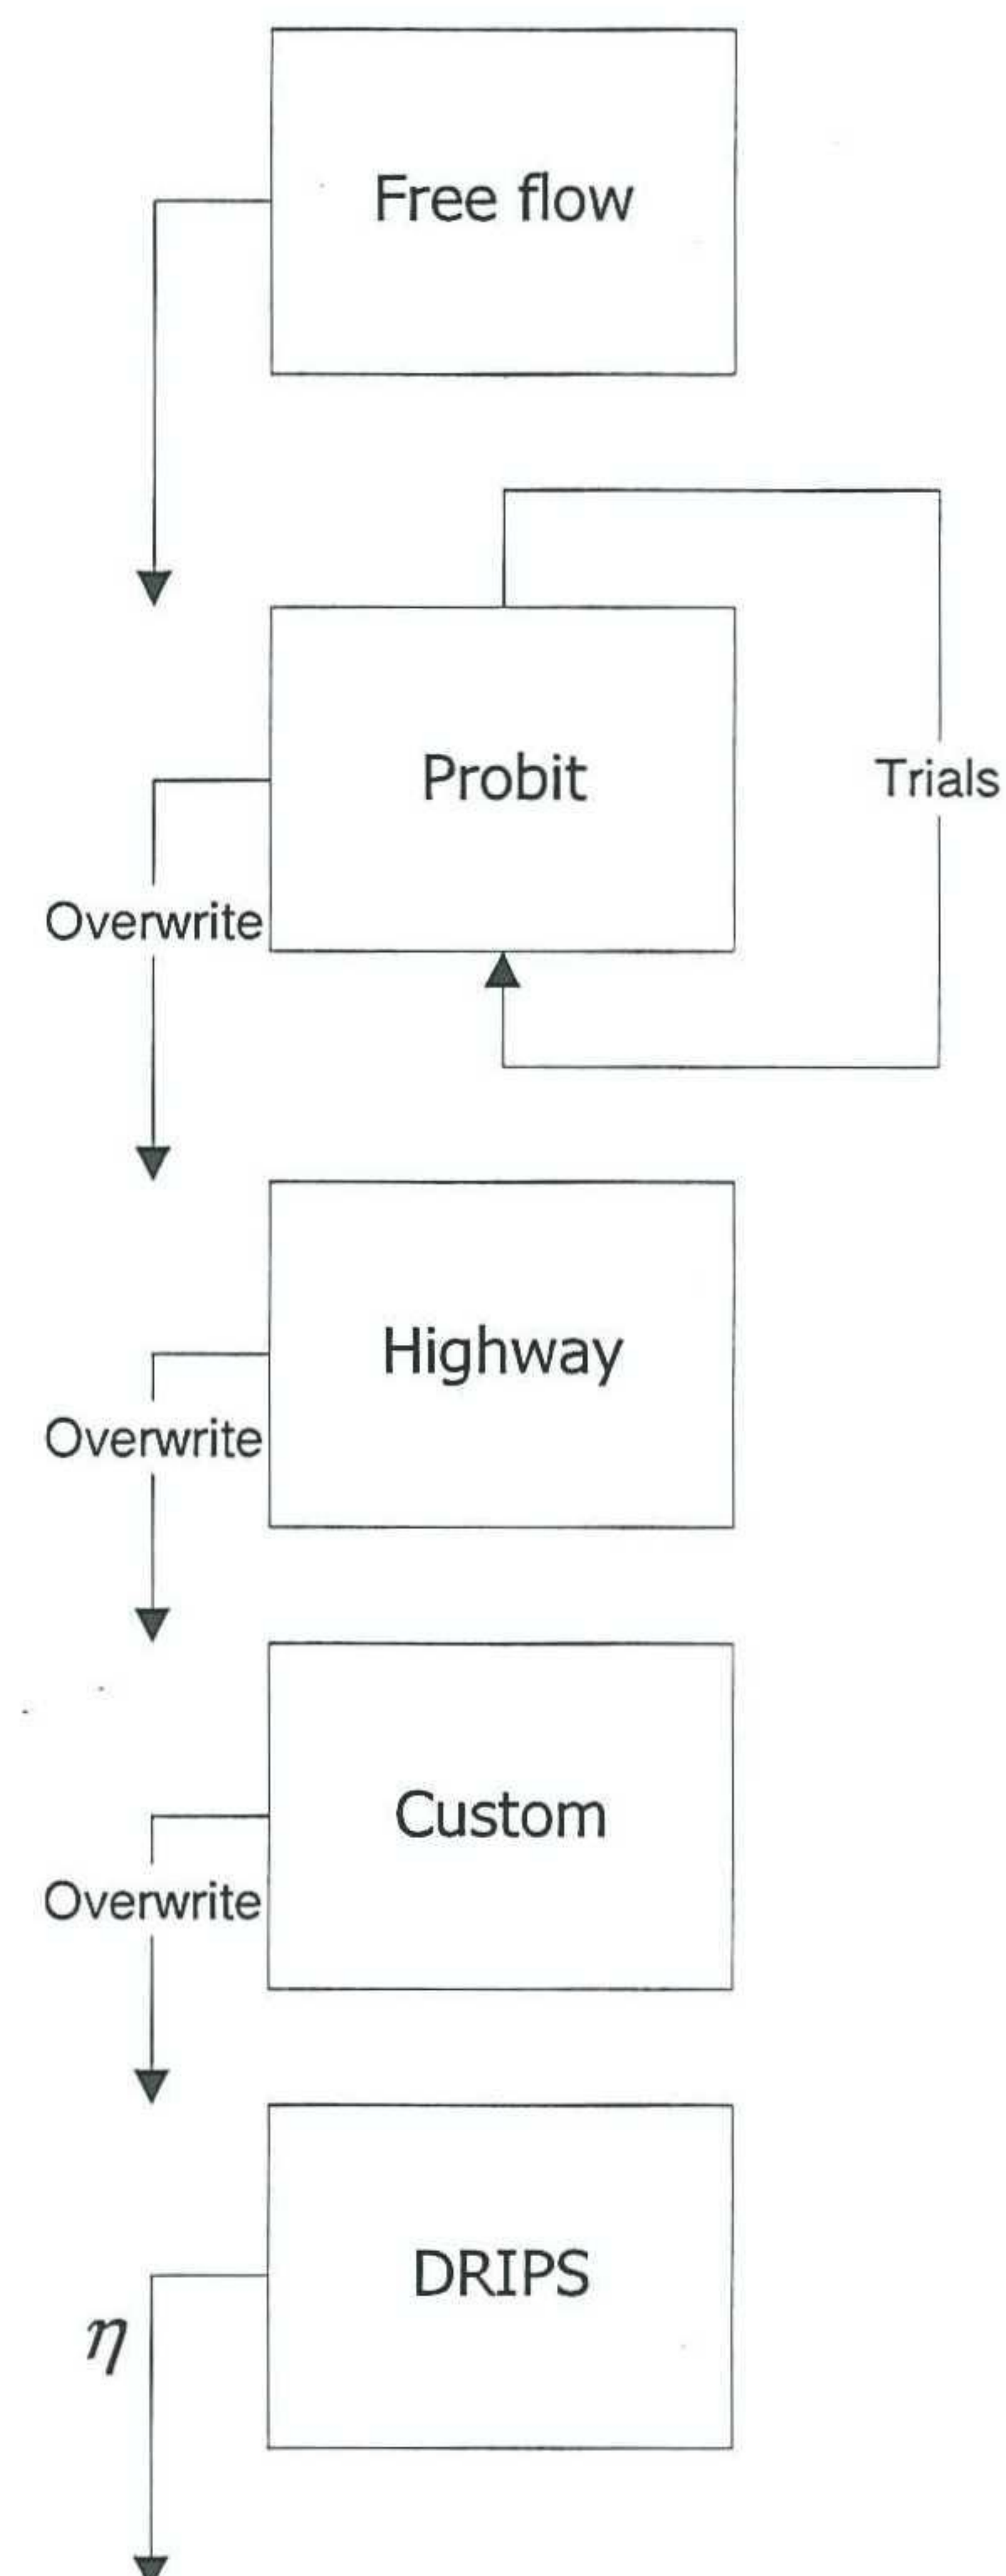 Free flow
Probit
Trials
Overwrite
Highway
Overwrite
Custom
Overwrite
DRIPS
η